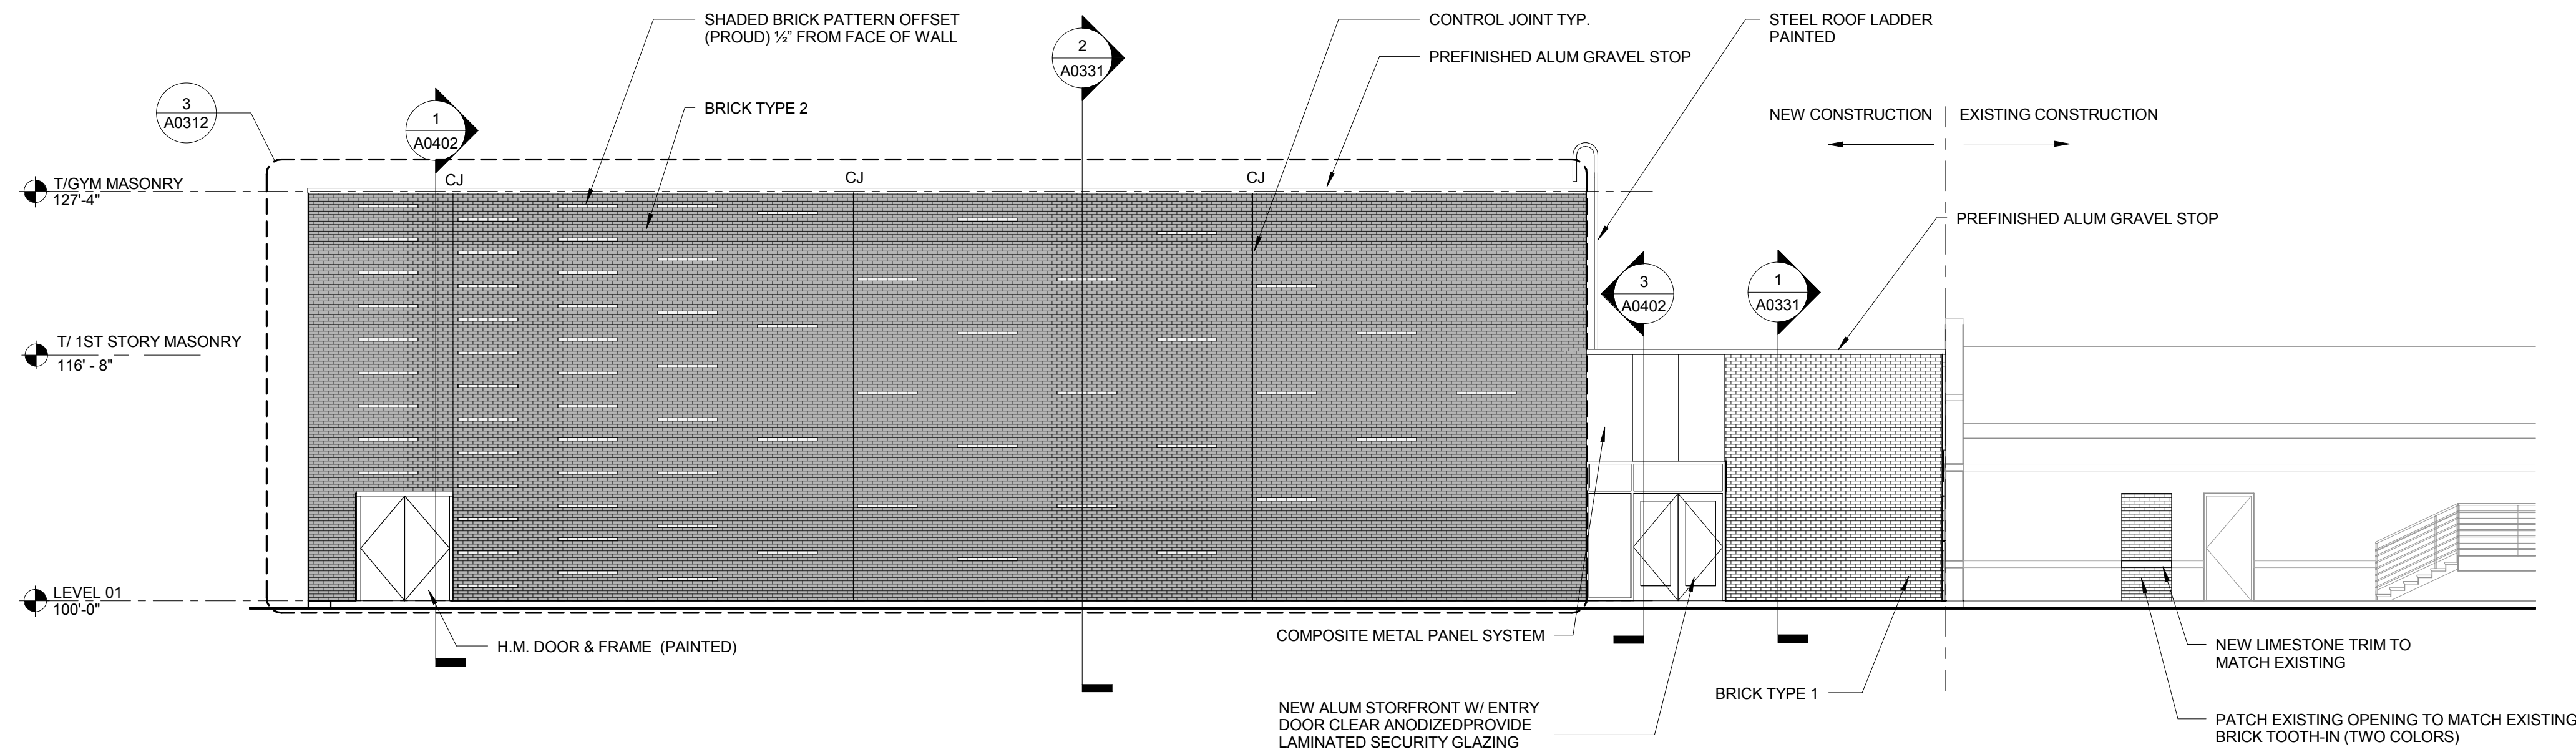 SHADED BRICK PATTERN OFFSET
(PROUD) ½" FROM FACE OF WALL
CONTROL JOINT TYP.
STEEL ROOF LADDER
PAINTED
2
A0331
PREFINISHED ALUM GRAVEL STOP
3
A0312
1
A0402
BRICK TYPE 2
NEW CONSTRUCTION
EXISTING CONSTRUCTION
T/GYM MASONRY
127'-4"
CJ
CJ
CJ
PREFINISHED ALUM GRAVEL STOP
3
A0402
1
A0331
T/ 1ST STORY MASONRY
116' - 8"
LEVEL 01
100'-0"
H.M. DOOR & FRAME (PAINTED)
COMPOSITE METAL PANEL SYSTEM
NEW LIMESTONE TRIM TO
MATCH EXISTING
BRICK TYPE 1
NEW ALUM STORFRONT W/ ENTRY
DOOR CLEAR ANODIZEDPROVIDE
LAMINATED SECURITY GLAZING
PATCH EXISTING OPENING TO MATCH EXISTING
BRICK TOOTH-IN (TWO COLORS)